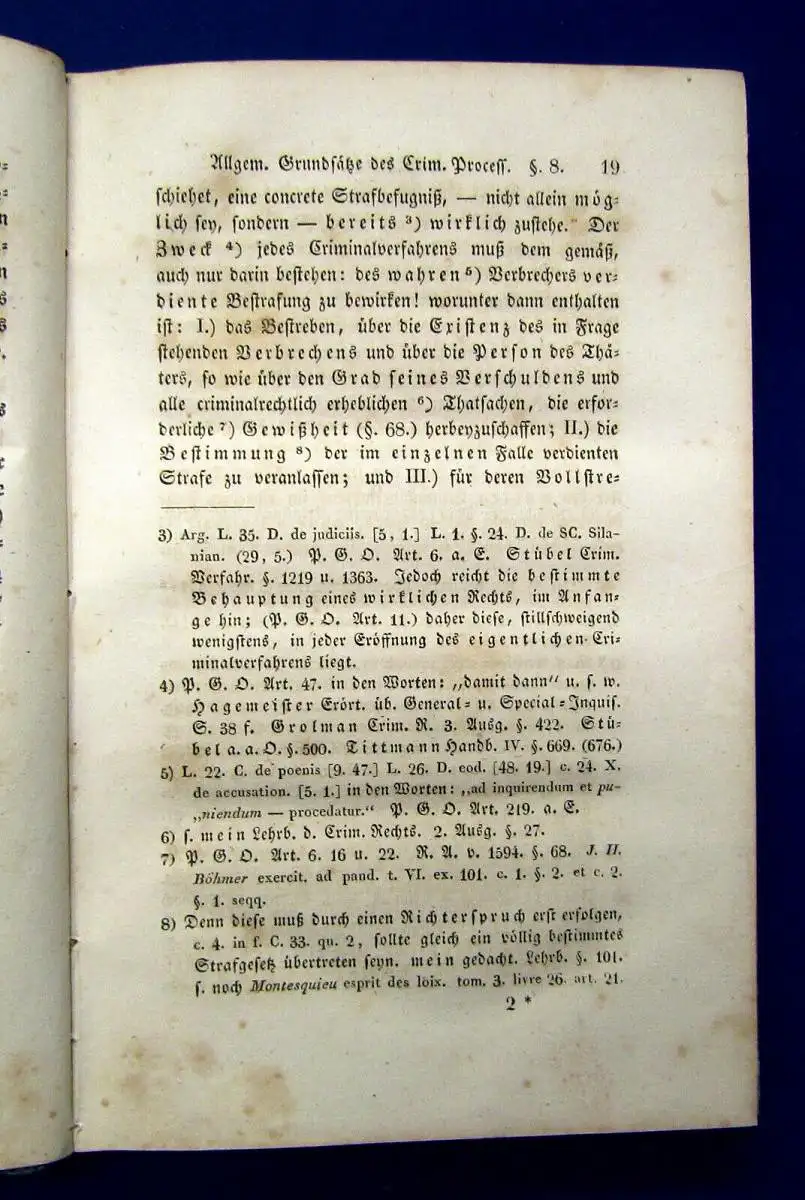 Allgem. Grundsätze des Crim. Process. §. 8. 19
schiehet, eine concrete Strafbefugniß, — nicht allein mög-
lich sey, sondern — bereits ³) wirklich zustehe. Der
Zweck ⁴) jedes Criminalverfahrens muß dem gemäß,
auch nur darin bestehen: des wahren ⁵) Verbrechers ver-
diente Bestrafung zu bewirken! worunter dann enthalten
ist: I.) das Bestreben, über die Existenz des in Frage
stehenden Verbrechens und über die Person des Thä-
ters, so wie über den Grad seines Verschuldens und
alle criminalrechtlich erheblichen ⁶) Thatsachen, die erfor-
derliche ⁷) Gewißheit (§. 68.) herbeyzuschaffen; II.) die
Bestimmung ⁸) der im einzelnen Falle verdienten
Strafe zu veranlassen; und III.) für deren Vollstre-
3) Arg. L. 35. D. de judiciis. [5, 1.] L. 1. §. 24. D. de SC. Sila-
nian. (29, 5.) P. G. O. Art. 6. a. E. Stübel Crim.
Verfahr. §. 1219 u. 1363. Jedoch reicht die bestimmte
Behauptung eines wirklichen Rechts, im Anfan-
ge hin; (P. G. O. Art. 11.) daher diese, stillschweigend
wenigstens, in jeder Eröffnung des eigentlichen Cri-
minalverfahrens liegt.
4) P. G. O. Art. 47. in den Worten: „damit dann“ u. s. w.
Hagemeister Erört. üb. General- u. Special-Inquis.
S. 38 f. Grolman Crim. R. 3. Ausg. §. 422. Stü-
bel a. a. O. §. 500. Tittmann Handb. IV. §. 669. (676.)
5) L. 22. C. de poenis [9. 47.] L. 26. D. eod. [48. 19.] c. 24. X.
de accusation. [5. 1.] in den Worten: „ad inquirendum et pu-
„niendum — procedatur.“ P. G. O. Art. 219. a. E.
6) s. mein Lehrb. d. Crim. Rechts. 2. Ausg. §. 27.
7) P. G. O. Art. 6. 16 u. 22. R. A. v. 1594. §. 68. J. H.
Böhmer exercit. ad pand. t. VI. ex. 101. c. 1. §. 2. et c. 2.
§. 1. seqq.
8) Denn diese muß durch einen Richterspruch erst erfolgen,
c. 4. in f. C. 33. qu. 2, sollte gleich ein völlig bestimmtes
Strafgesetz übertreten seyn. mein gedacht. Lehrb. §. 101.
s. noch Montesquieu esprit des loix. tom. 3. livre 26. art. 21.
2 *